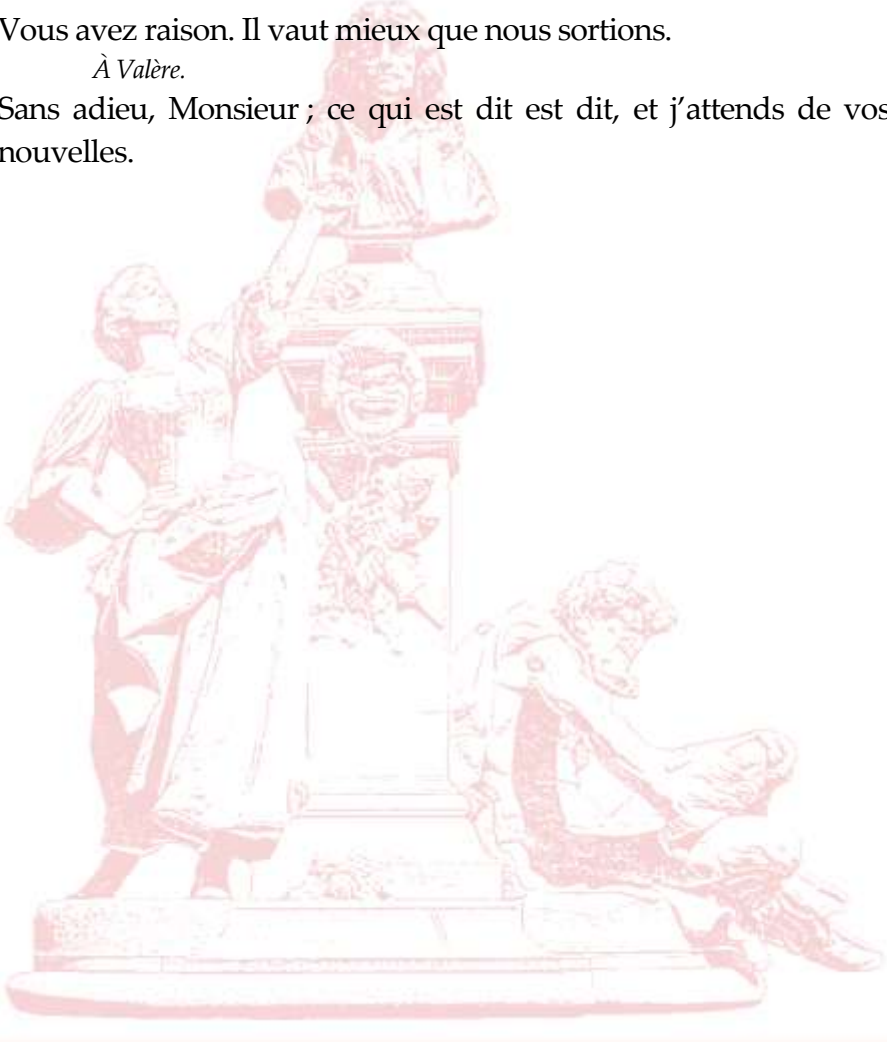 Vous avez raison. Il vaut mieux que nous sortions.
À Valère.
Sans adieu, Monsieur ; ce qui est dit est dit, et j’attends de vos
nouvelles.